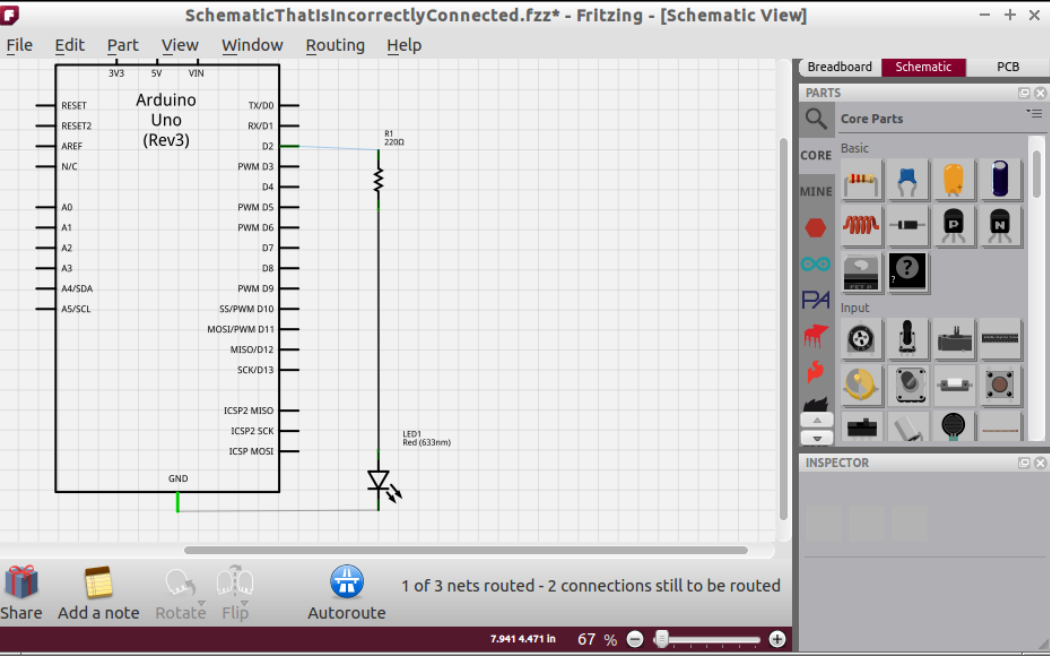 SchematicThatIsIncorrectlyConnected.fzz* - Fritzing - [Schematic View]
File Edit Part View Window Routing Help
Breadboard Schematic PCB
PARTS
Core Parts
CORE
MINE
Basic
P
N
FET P
?
?
Input
INSPECTOR
3V3 5V VIN
Arduino
Uno
(Rev3)
RESET
RESET2
AREF
N/C
A0
A1
A2
A3
A4/SDA
A5/SCL
TX/D0
RX/D1
D2
PWM D3
D4
PWM D5
PWM D6
D7
D8
PWM D9
SS/PWM D10
MOSI/PWM D11
MISO/D12
SCK/D13
ICSP2 MISO
ICSP2 SCK
ICSP MOSI
GND
R1
220Ω
LED1
Red (633nm)
Share Add a note Rotate Flip Autoroute
1 of 3 nets routed - 2 connections still to be routed
7.941 4.471 in 67 %